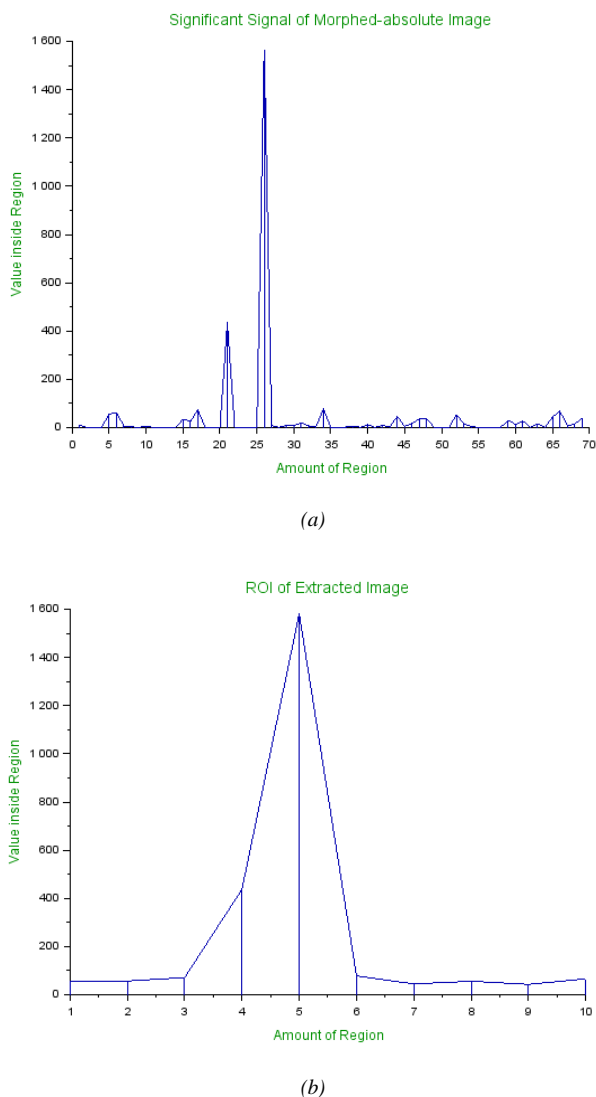 Significant Signal of Morphed-absolute Image
1 600
1 400
1 200
1 000
800
600
400
200
0
Value inside Region
0 5 10 15 20 25 30 35 40 45 50 55 60 65 70
Amount of Region
(a)
ROI of Extracted Image
1 600
1 400
1 200
1 000
800
600
400
200
0
Value inside Region
1 2 3 4 5 6 7 8 9 10
Amount of Region
(b)